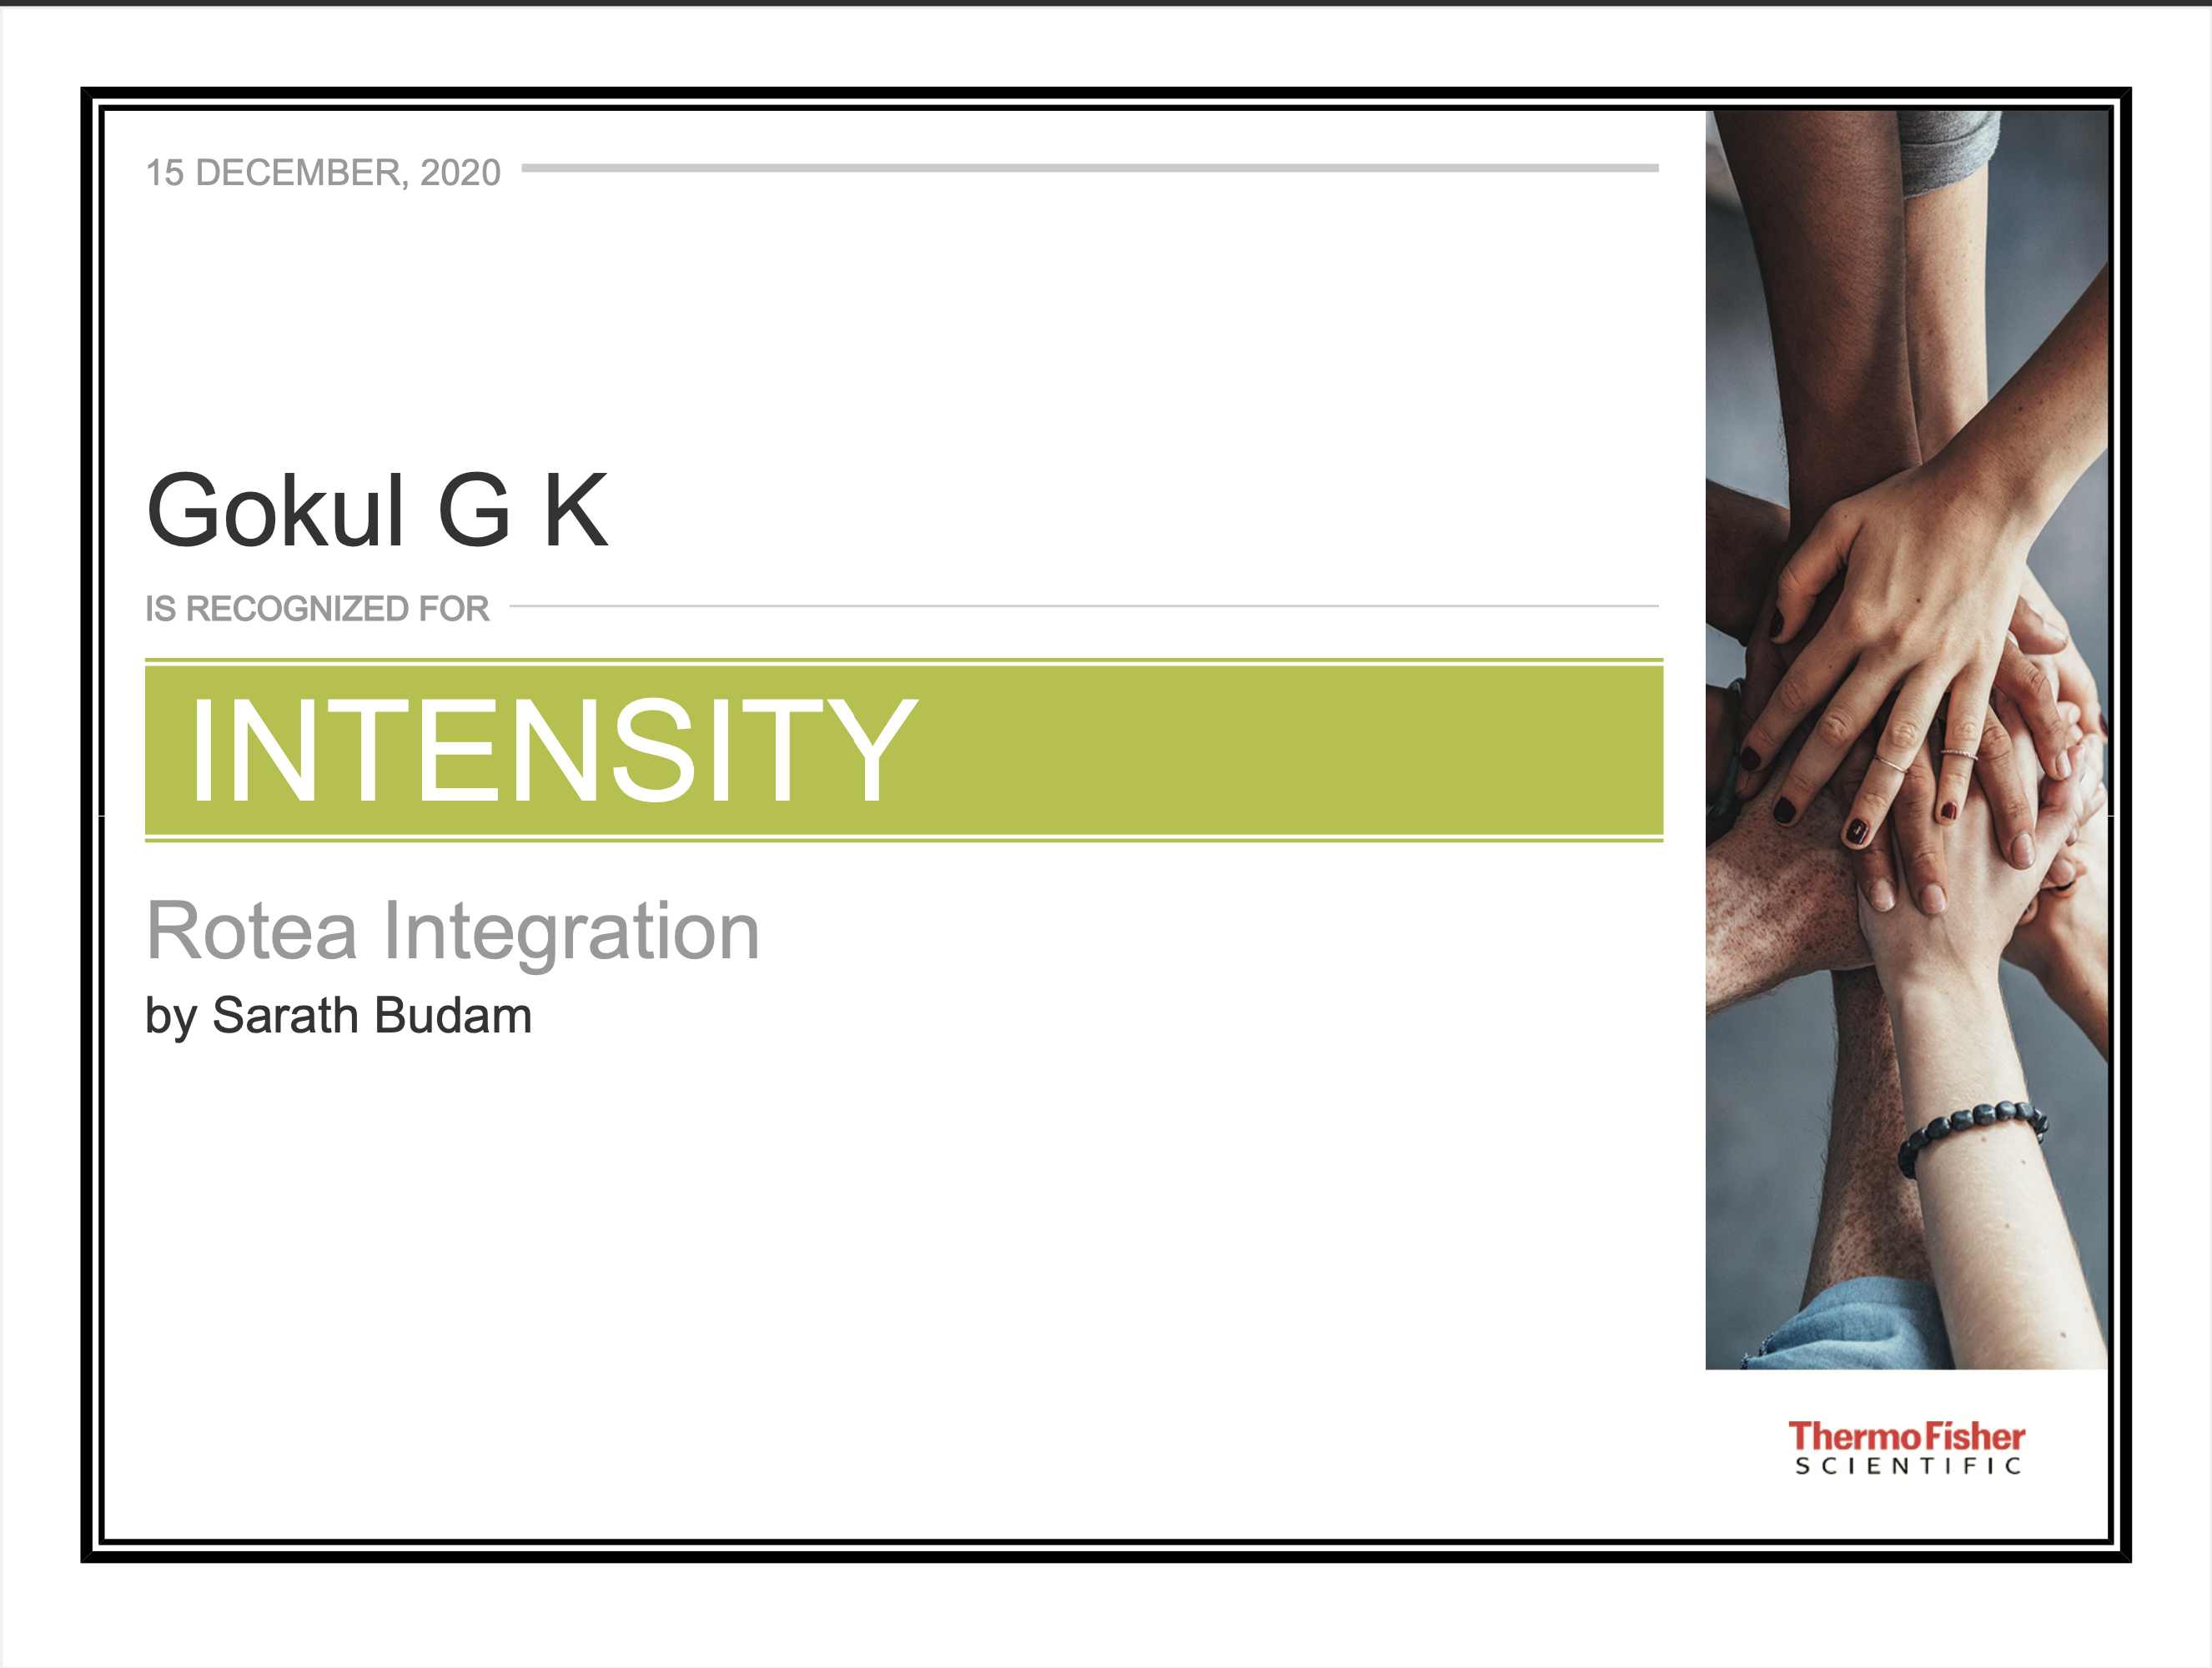 15 DECEMBER, 2020
Gokul G K
IS RECOGNIZED FOR
INTENSITY
Rotea Integration
by Sarath Budam
ThermoFisher
SCIENTIFIC